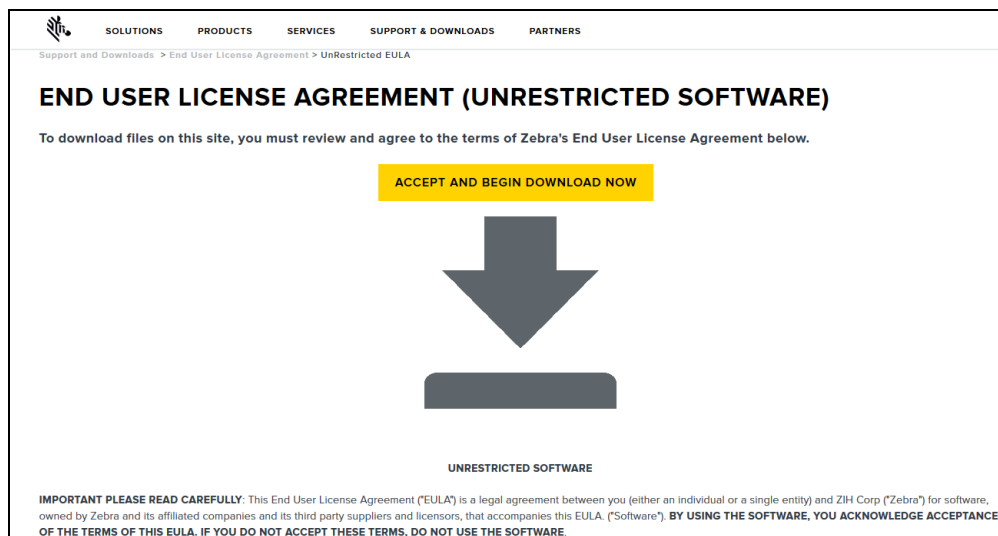 SOLUTIONS PRODUCTS SERVICES SUPPORT & DOWNLOADS PARTNERS
Support and Downloads > End User License Agreement > UnRestricted EULA
END USER LICENSE AGREEMENT (UNRESTRICTED SOFTWARE)
To download files on this site, you must review and agree to the terms of Zebra's End User License Agreement below.
ACCEPT AND BEGIN DOWNLOAD NOW
UNRESTRICTED SOFTWARE
IMPORTANT PLEASE READ CAREFULLY: This End User License Agreement ("EULA") is a legal agreement between you (either an individual or a single entity) and ZIH Corp ("Zebra") for software,
owned by Zebra and its affiliated companies and its third party suppliers and licensors, that accompanies this EULA. ("Software"). BY USING THE SOFTWARE, YOU ACKNOWLEDGE ACCEPTANCE
OF THE TERMS OF THIS EULA. IF YOU DO NOT ACCEPT THESE TERMS, DO NOT USE THE SOFTWARE.